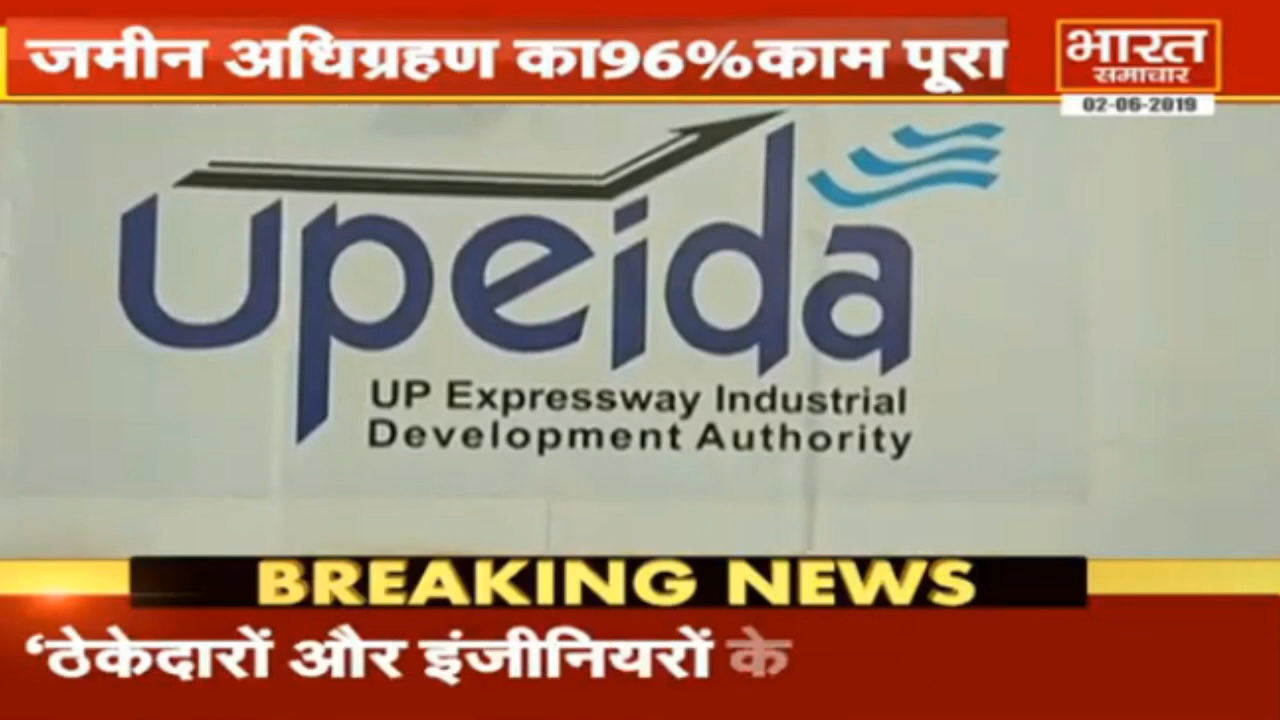 जमीन अधिग्रहण का96%काम पूरा
भारत
समाचार
02-06-2019
upeida
UP Expressway Industrial
Development Authority
BREAKING NEWS
‘ठेकेदारों और इंजीनियरों के